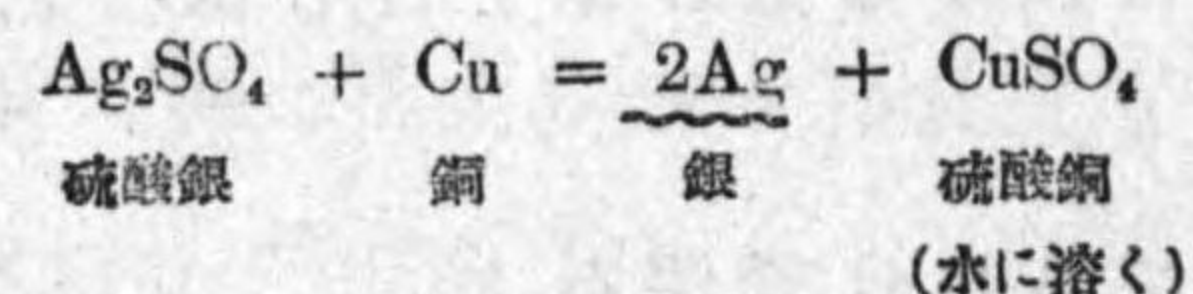 Ag₂SO₄ + Cu = 2Ag + CuSO₄
硫酸銀 銅 銀 硫酸銅
(水に溶く)